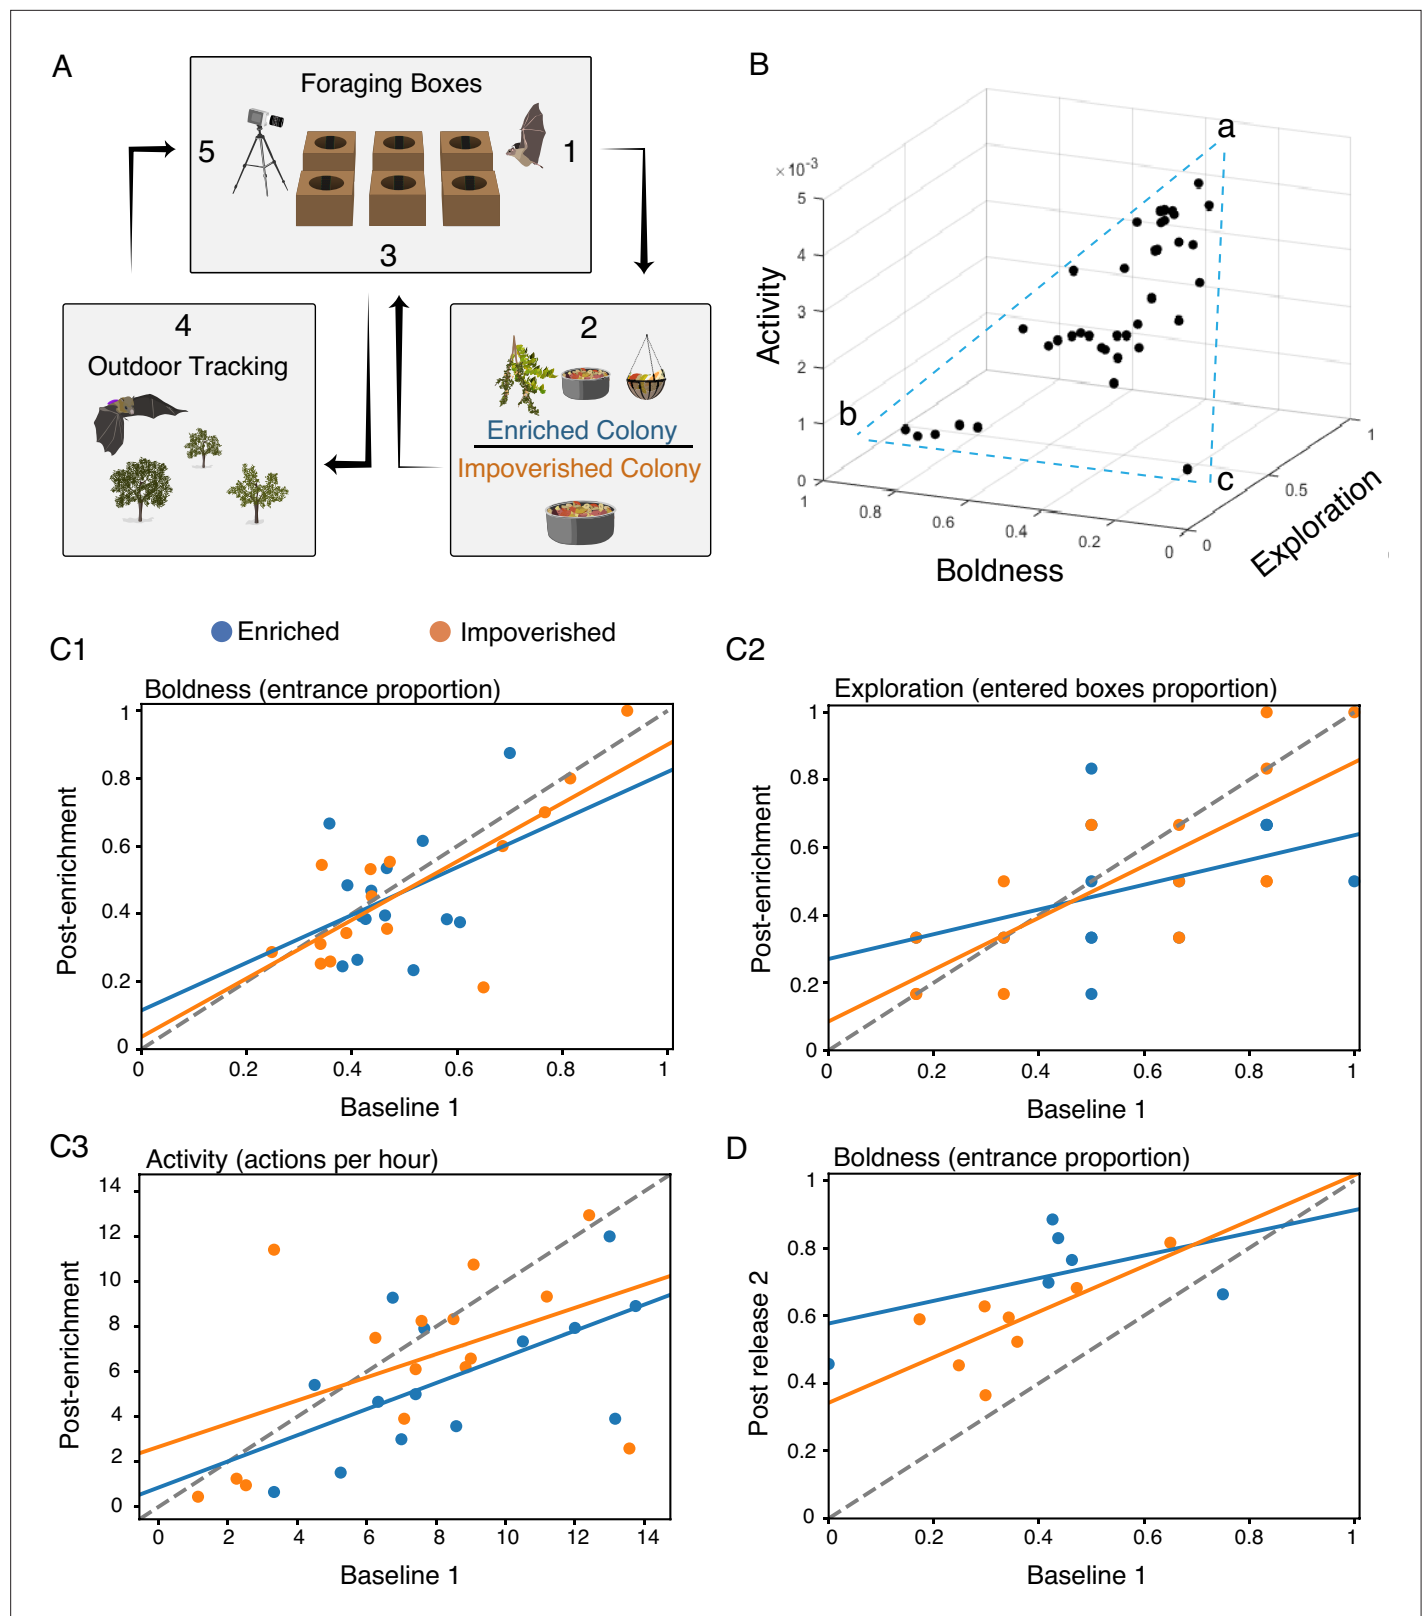 A
Foraging Boxes
5
1
3
4
Outdoor Tracking
2
Enriched Colony
Impoverished Colony
B
×10⁻³
5
4
3
2
1
0
Activity
a
b
c
1
0.8
0.6
0.4
0.2
0
Boldness
0
0.5
1
Exploration
Enriched
Impoverished
C1
Boldness (entrance proportion)
1
0.8
0.6
0.4
0.2
0
Post-enrichment
0 0.2 0.4 0.6 0.8 1
Baseline 1
C2
Exploration (entered boxes proportion)
1
0.8
0.6
0.4
0.2
0
Post-enrichment
0 0.2 0.4 0.6 0.8 1
Baseline 1
C3
Activity (actions per hour)
14
12
10
8
6
4
2
0
Post-enrichment
0 2 4 6 8 10 12 14
Baseline 1
D
Boldness (entrance proportion)
1
0.8
0.6
0.4
0.2
0
Post release 2
0 0.2 0.4 0.6 0.8 1
Baseline 1